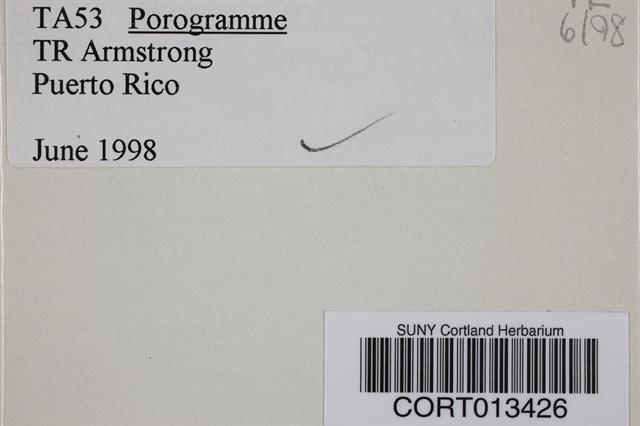 TA53 Porogramme
TR Armstrong
Puerto Rico
June 1998
6/98
SUNY Cortland Herbarium
CORT013426